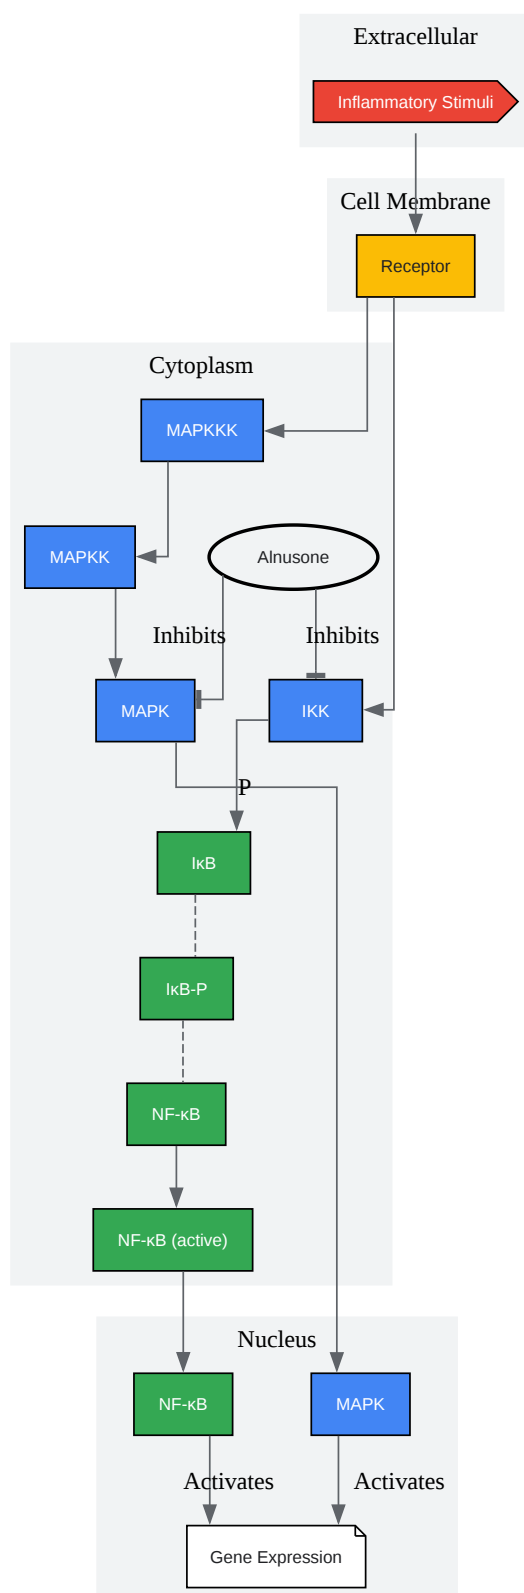 Extracellular
Inflammatory Stimuli
Cell Membrane
Receptor
Cytoplasm
MAPKKK
MAPKK
Alnusone
Inhibits
Inhibits
MAPK
IKK
P
IκB
IκB-P
NF-κB
NF-κB (active)
Nucleus
NF-κB
MAPK
Activates
Activates
Gene Expression